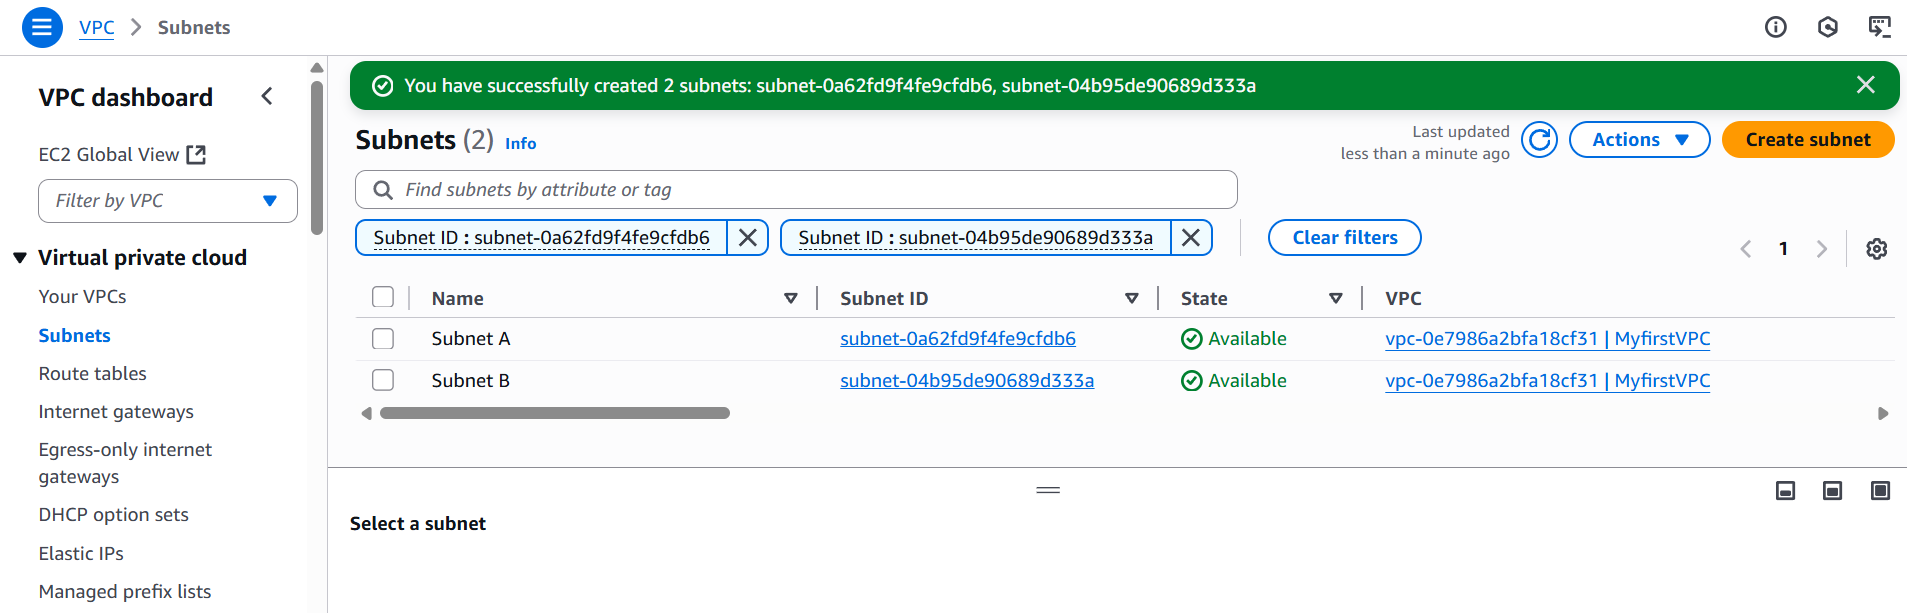 VPC > Subnets
VPC dashboard
EC2 Global View
Filter by VPC
Virtual private cloud
Your VPCs
Subnets
Route tables
Internet gateways
Egress-only internet
gateways
DHCP option sets
Elastic IPs
Managed prefix lists
You have successfully created 2 subnets: subnet-0a62fd9f4fe9cfdb6, subnet-04b95de90689d333a
Subnets (2) Info
Last updated
less than a minute ago
Actions
Create subnet
Find subnets by attribute or tag
Subnet ID : subnet-0a62fd9f4fe9cfdb6
Subnet ID : subnet-04b95de90689d333a
Clear filters
1
Name Subnet ID State VPC
Subnet A subnet-0a62fd9f4fe9cfdb6 Available vpc-0e7986a2bfa18cf31 | MyfirstVPC
Subnet B subnet-04b95de90689d333a Available vpc-0e7986a2bfa18cf31 | MyfirstVPC
Select a subnet